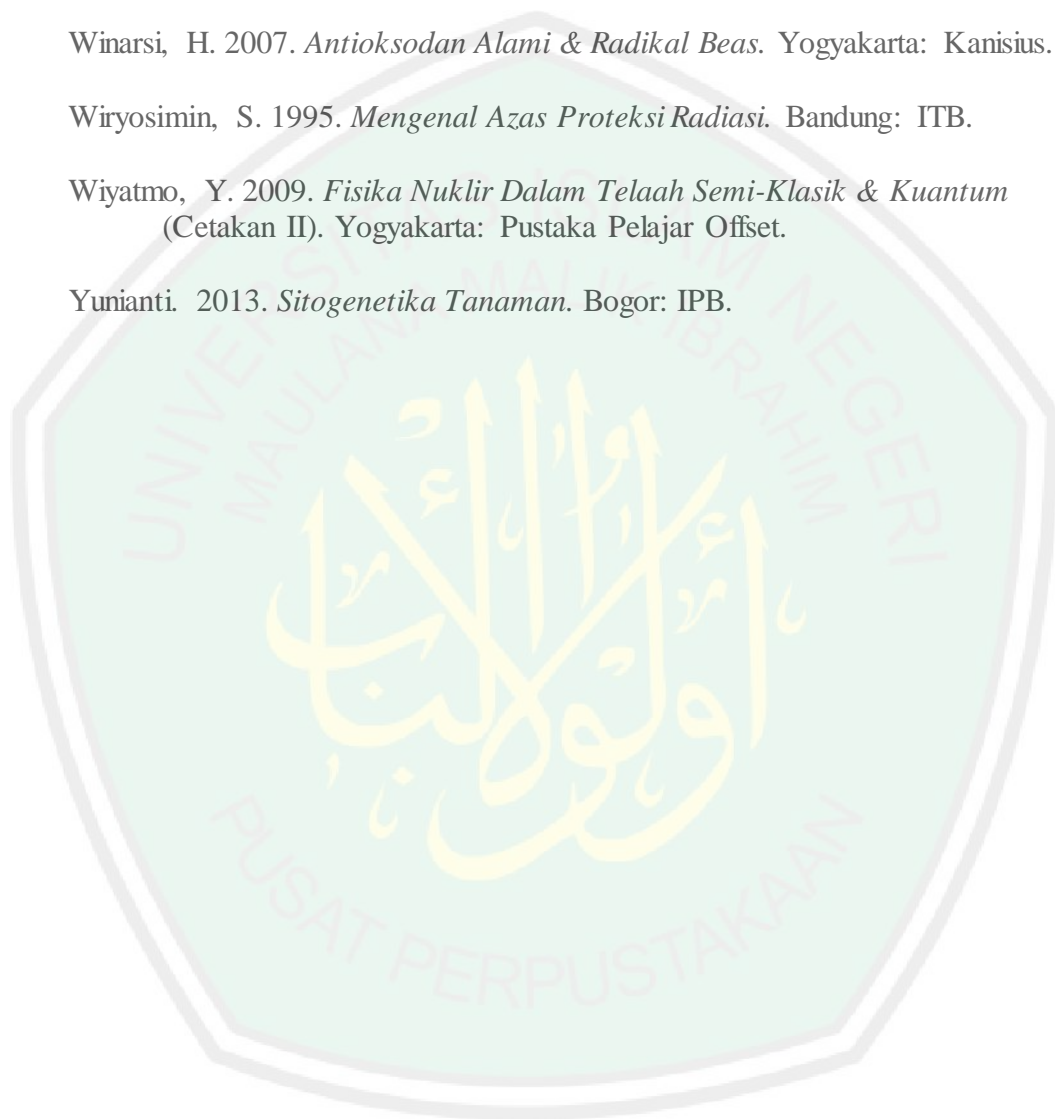 Winarsi, H. 2007. Antioksodan Alami & Radikal Beas. Yogyakarta: Kanisius.
Wiryosimin, S. 1995. Mengenal Azas Proteksi Radiasi. Bandung: ITB.
Wiyatmo, Y. 2009. Fisika Nuklir Dalam Telaah Semi-Klasik & Kuantum
(Cetakan II). Yogyakarta: Pustaka Pelajar Offset.
Yunianti. 2013. Sitogenetika Tanaman. Bogor: IPB.
UNIVERSITAS ISLAM NEGERI
MAULANA MALIK IBRAHIM
أولوا الألباب
PUSAT PERPUSTAKAAN